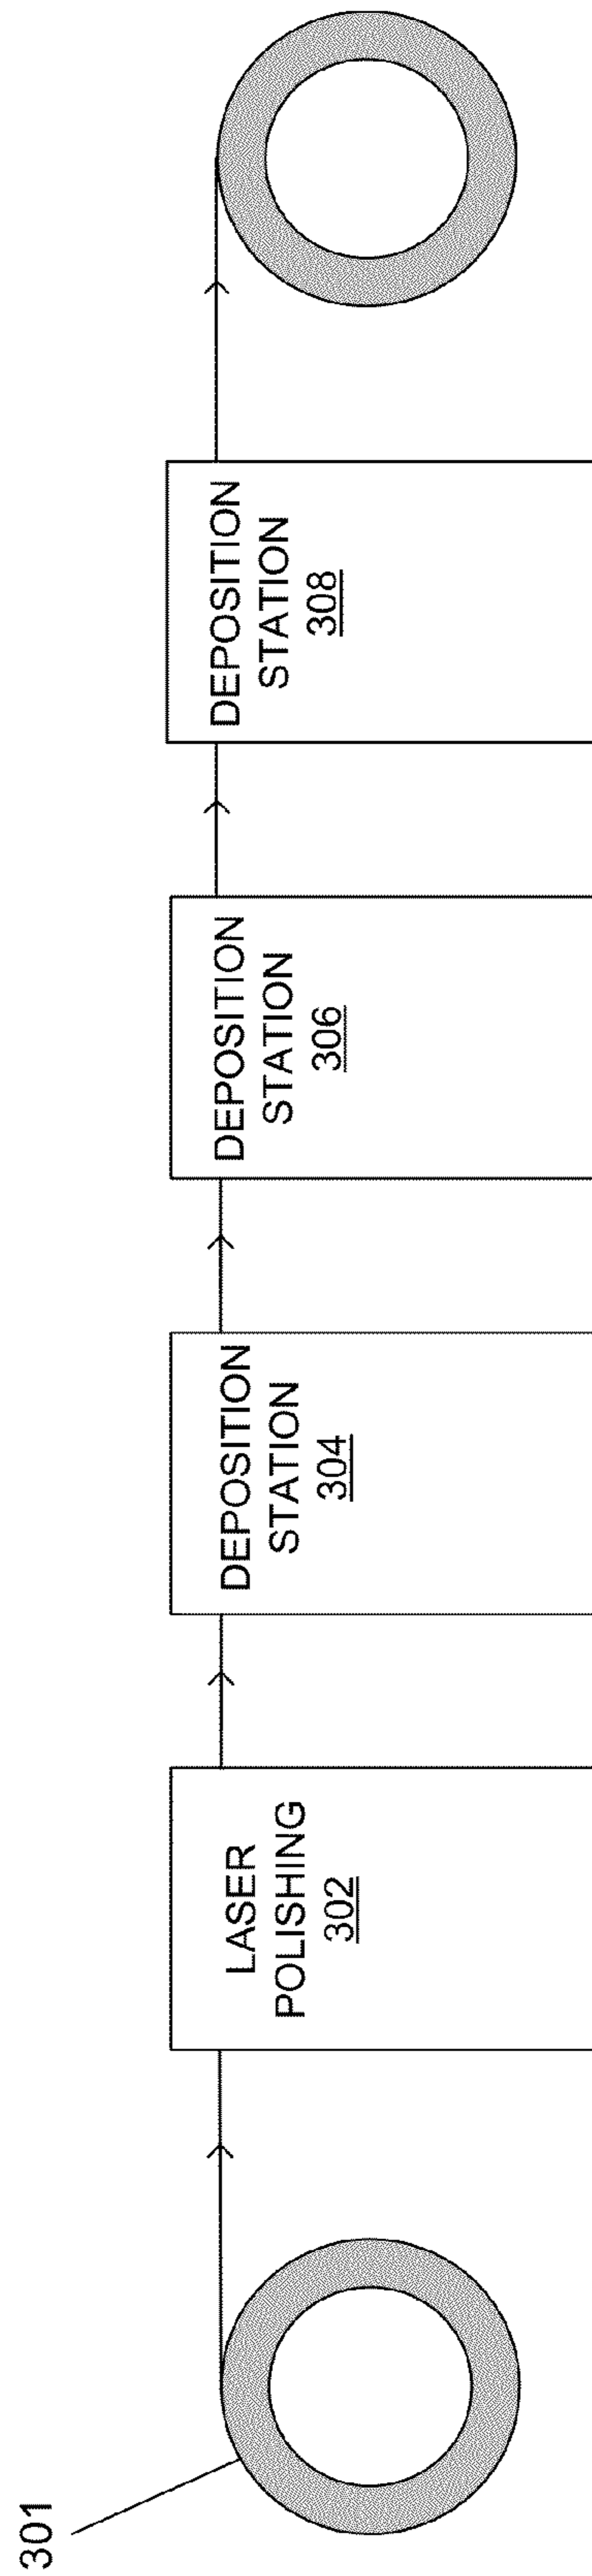 301
LASER
POLISHING
302
DEPOSITION
STATION
304
DEPOSITION
STATION
306
DEPOSITION
STATION
308